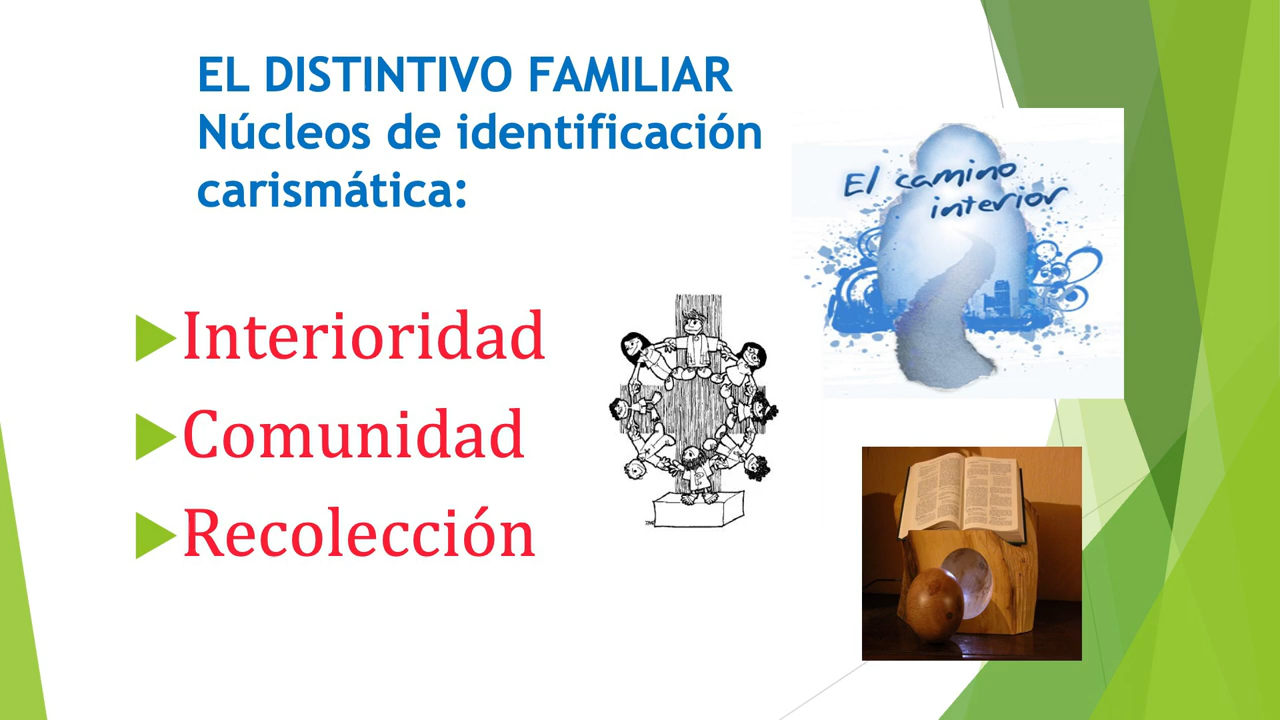 EL DISTINTIVO FAMILIAR
Núcleos de identificación
carismática:
El camino
interior
Interioridad
Comunidad
Recolección